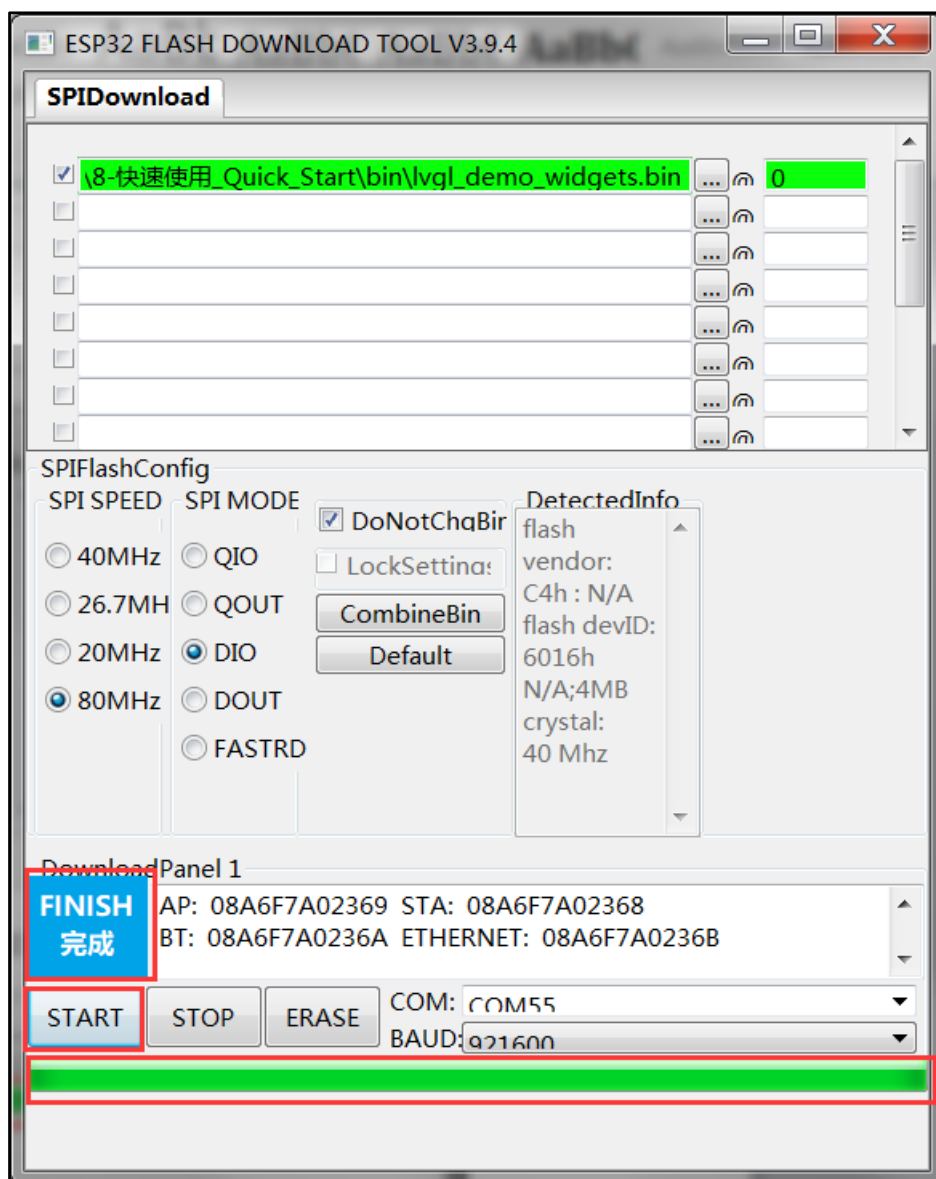 ESP32 FLASH DOWNLOAD TOOL V3.9.4
SPIDownload
\8-快速使用_Quick_Start\bin\lvgl_demo_widgets.bin ... @ 0
... @
... @
... @
... @
... @
... @
... @
SPIFlashConfig
SPI SPEED SPI MODE DetectedInfo
40MHz QIO DoNotChgBin flash
26.7MH QOUT LockSettings vendor:
20MHz DIO CombineBin C4h : N/A
80MHz DOUT Default flash devID:
FASTRD 6016h
N/A;4MB
crystal:
40 Mhz
DownloadPanel 1
FINISH AP: 08A6F7A02369 STA: 08A6F7A02368
完成 BT: 08A6F7A0236A ETHERNET: 08A6F7A0236B
START STOP ERASE COM: COM55
BAUD: 921600